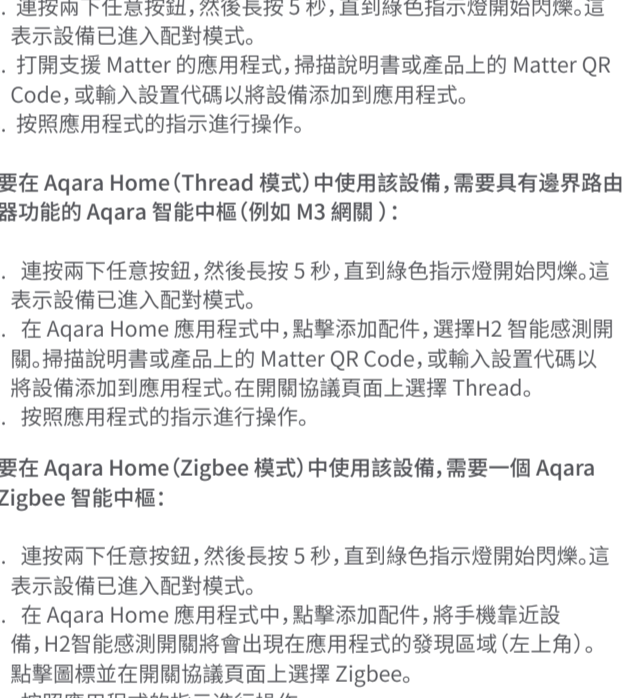 . 連按兩下任意按鈕，然後長按 5 秒，直到綠色指示燈開始閃爍。這
表示設備已進入配對模式。
. 打開支援 Matter 的應用程式，掃描說明書或產品上的 Matter QR
Code，或輸入設置代碼以將設備添加到應用程式。
. 按照應用程式的指示進行操作。
要在 Aqara Home（Thread 模式）中使用該設備，需要具有邊界路由
器功能的 Aqara 智能中樞（例如 M3 網關 ）：
. 連按兩下任意按鈕，然後長按 5 秒，直到綠色指示燈開始閃爍。這
表示設備已進入配對模式。
. 在 Aqara Home 應用程式中，點擊添加配件，選擇H2 智能感測開
關。掃描說明書或產品上的 Matter QR Code，或輸入設置代碼以
將設備添加到應用程式。在開關協議頁面上選擇 Thread。
. 按照應用程式的指示進行操作。
要在 Aqara Home（Zigbee 模式）中使用該設備，需要一個 Aqara
Zigbee 智能中樞：
. 連按兩下任意按鈕，然後長按 5 秒，直到綠色指示燈開始閃爍。這
表示設備已進入配對模式。
. 在 Aqara Home 應用程式中，點擊添加配件，將手機靠近設
備，H2智能感測開關將會出現在應用程式的發現區域（左上角）。
點擊圖標並在開關協議頁面上選擇 Zigbee。
. 按照應用程式的指示進行操作。